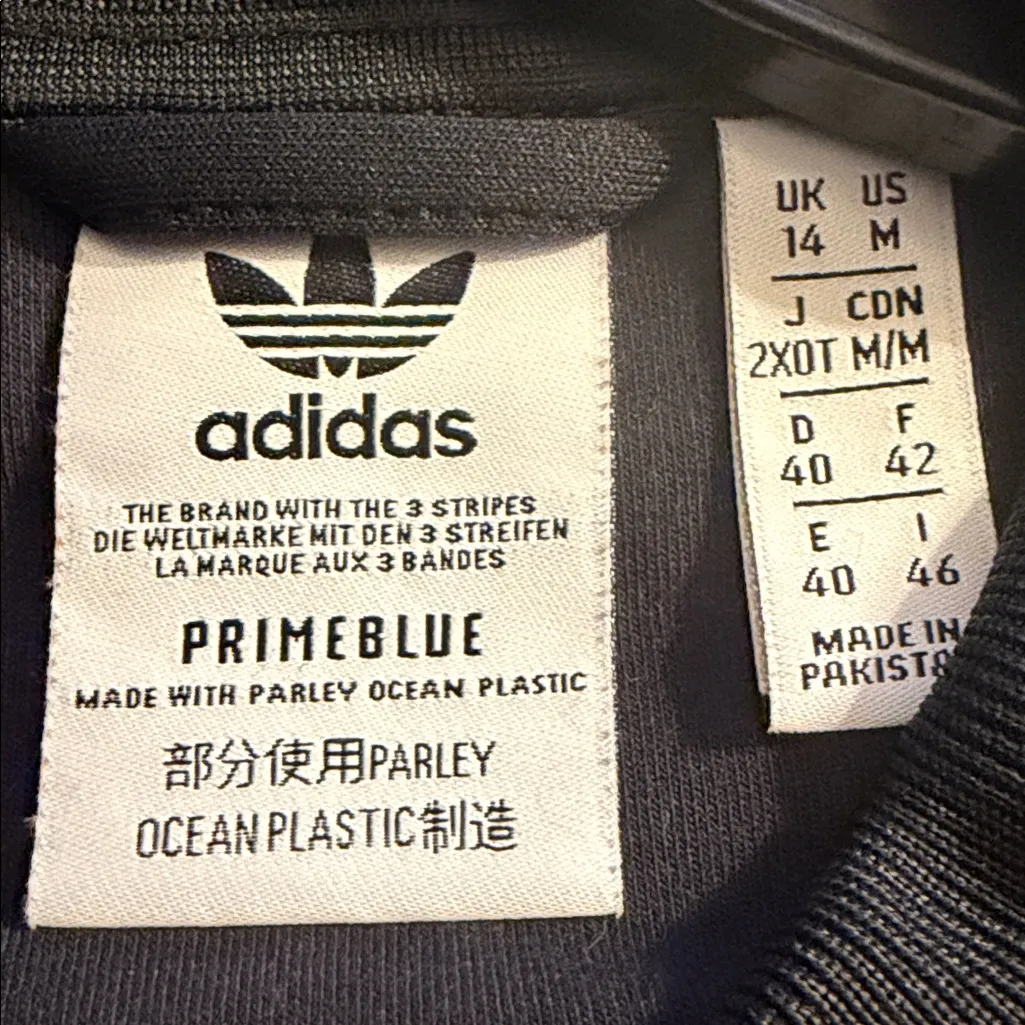 adidas
THE BRAND WITH THE 3 STRIPES
DIE WELTMARKE MIT DEN 3 STREIFEN
LA MARQUE AUX 3 BANDES
PRIMEBLUE
MADE WITH PARLEY OCEAN PLASTIC
部分使用PARLEY
OCEAN PLASTIC制造
UK US
14 M
J CDN
2XOT M/M
D F
40 42
E I
40 46
MADE IN